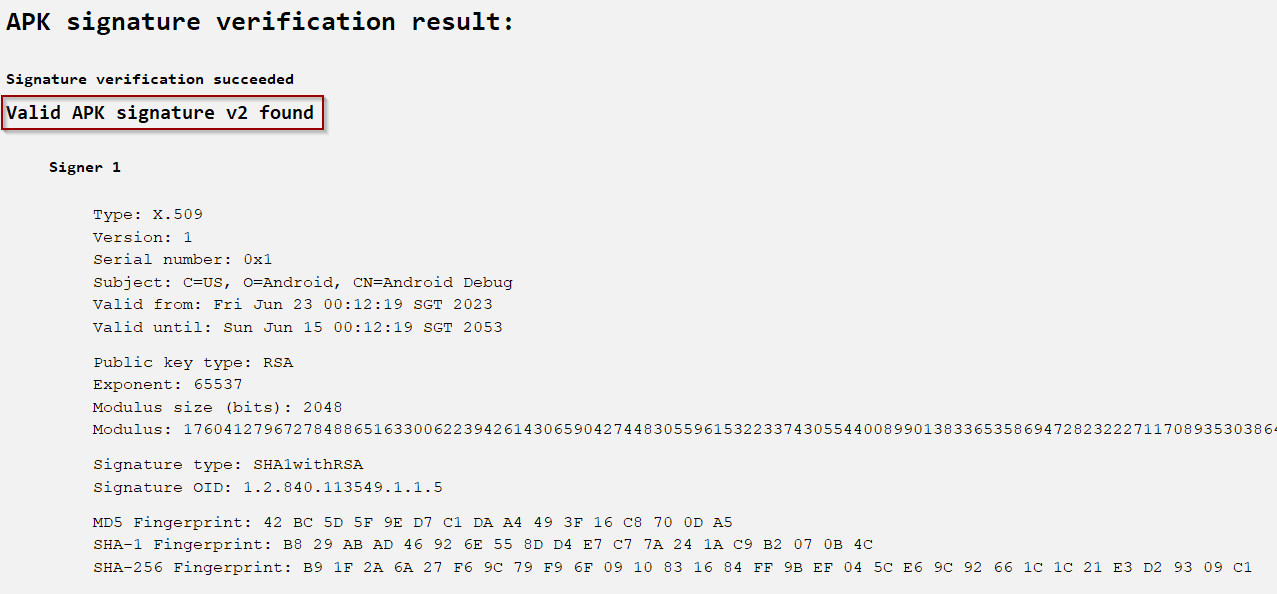 APK signature verification result:
Signature verification succeeded
Valid APK signature v2 found
Signer 1
Type: X.509
Version: 1
Serial number: 0x1
Subject: C=US, O=Android, CN=Android Debug
Valid from: Fri Jun 23 00:12:19 SGT 2023
Valid until: Sun Jun 15 00:12:19 SGT 2053
Public key type: RSA
Exponent: 65537
Modulus size (bits): 2048
Modulus: 1760412796727848865163300622394261430659042744830559615322337430554400899013833653586947282322271170893530386
Signature type: SHA1withRSA
Signature OID: 1.2.840.113549.1.1.5
MD5 Fingerprint: 42 BC 5D 5F 9E D7 C1 DA A4 49 3F 16 C8 70 0D A5
SHA-1 Fingerprint: B8 29 AB AD 46 92 6E 55 8D D4 E7 C7 7A 24 1A C9 B2 07 0B 4C
SHA-256 Fingerprint: B9 1F 2A 6A 27 F6 9C 79 F9 6F 09 10 83 16 84 FF 9B EF 04 5C E6 9C 92 66 1C 1C 21 E3 D2 93 09 C1